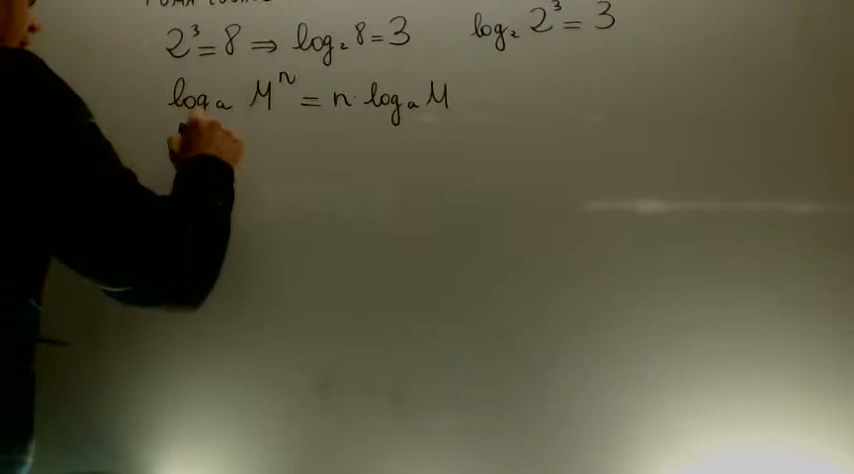 2³ = 8 ⇒ log₂ 8 = 3 log₂ 2³ = 3
logₐ Mⁿ = n · logₐ M